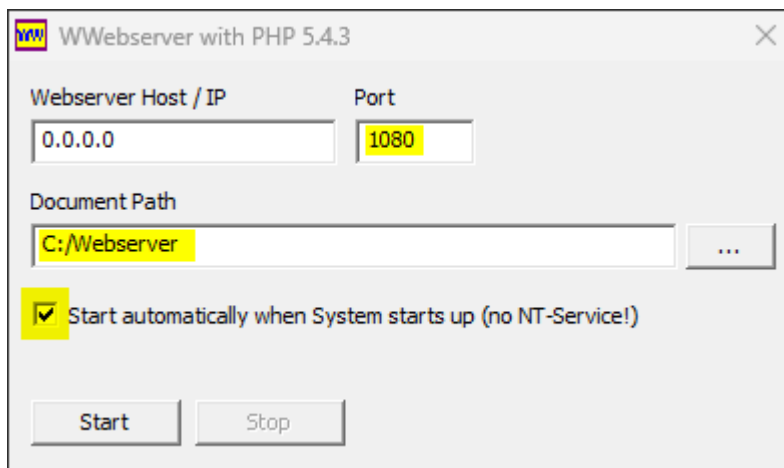 WW WWebserver with PHP 5.4.3
Webserver Host / IP Port
0.0.0.0 1080
Document Path
C:/Webserver ...
Start automatically when System starts up (no NT-Service!)
Start Stop